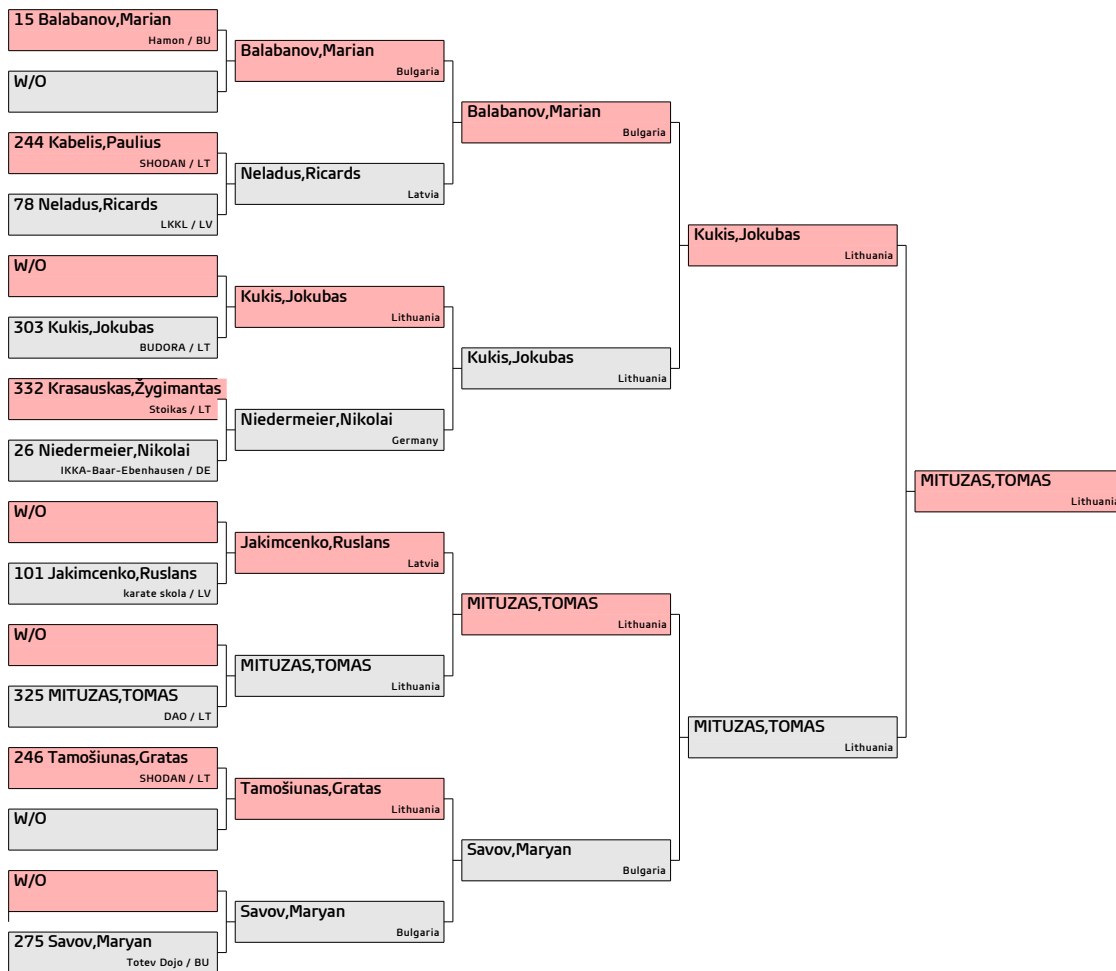 15 Balabanov,Marian
Hamon / BU
W/O
244 Kabelis,Paulius
SHODAN / LT
78 Neladus,Ricards
LKKL / LV
W/O
303 Kukis,Jokubas
BUDORA / LT
332 Krasauskas,Žygimantas
Stoikas / LT
26 Niedermeier,Nikolai
IKKA-Baar-Ebenhausen / DE
W/O
101 Jakimcenko,Ruslans
karate skola / LV
W/O
325 MITUZAS,TOMAS
DAO / LT
246 Tamošiunas,Gratas
SHODAN / LT
W/O
W/O
275 Savov,Maryan
Totev Dojo / BU
Balabanov,Marian
Bulgaria
Neladus,Ricards
Latvia
Kukis,Jokubas
Lithuania
Niedermeier,Nikolai
Germany
Jakimcenko,Ruslans
Latvia
MITUZAS,TOMAS
Lithuania
Tamošiunas,Gratas
Lithuania
Savov,Maryan
Bulgaria
Balabanov,Marian
Bulgaria
Kukis,Jokubas
Lithuania
MITUZAS,TOMAS
Lithuania
Savov,Maryan
Bulgaria
Kukis,Jokubas
Lithuania
MITUZAS,TOMAS
Lithuania
MITUZAS,TOMAS
Lithuania